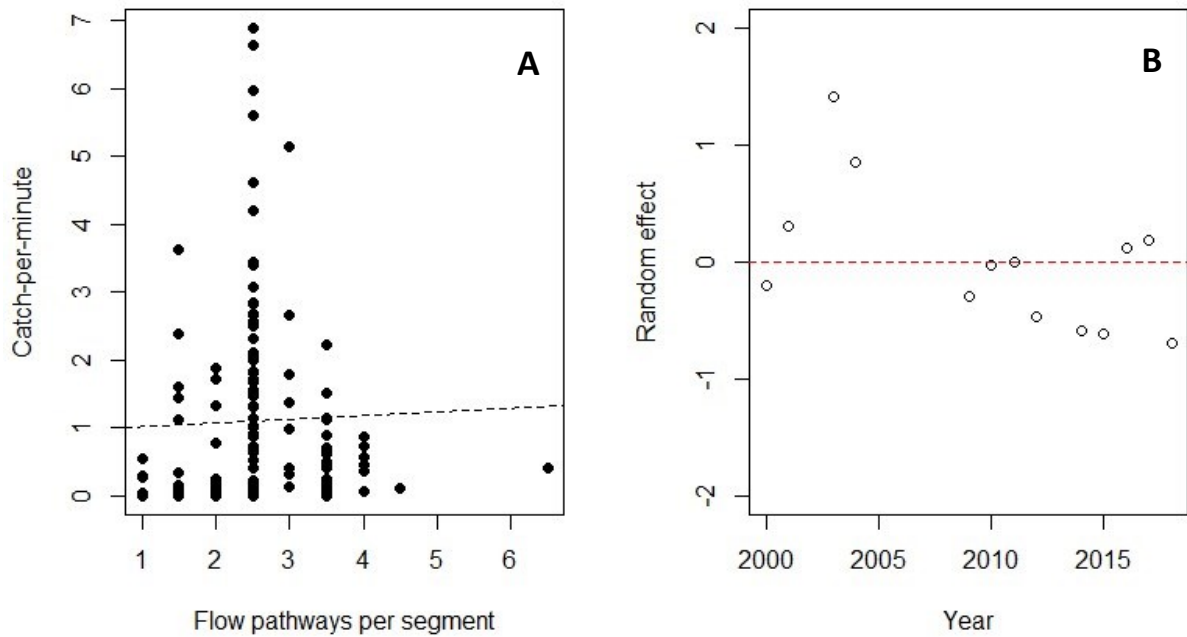 A
Catch-per-minute
7
6
5
4
3
2
1
0
1 2 3 4 5 6
Flow pathways per segment
B
Random effect
2
1
0
-1
-2
2000 2005 2010 2015
Year